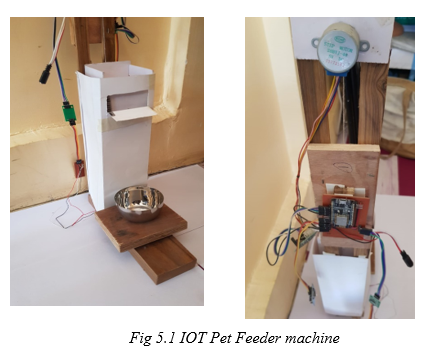 Fig 5.1 IOT Pet Feeder machine